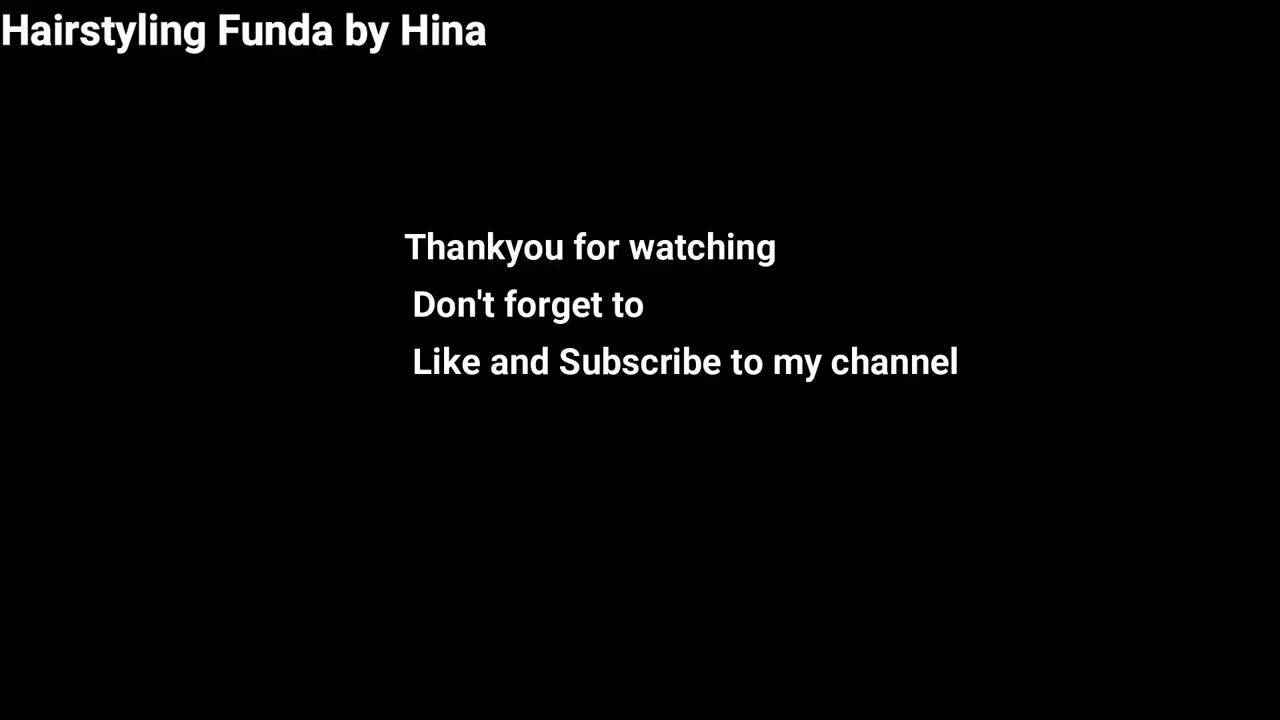 Hairstyling Funda by Hina
Thankyou for watching
Don't forget to
Like and Subscribe to my channel